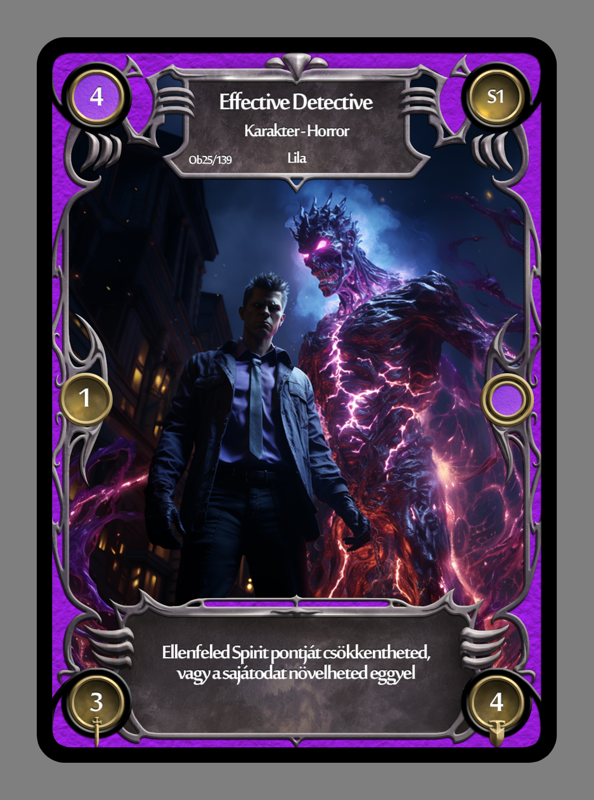 4
S1
Effective Detective
Karakter-Horror
Ob25/139
Lila
1
Ellenfeled Spirit pontját csökkentheted,
vagy a sajátodat növelheted eggyel
3
4